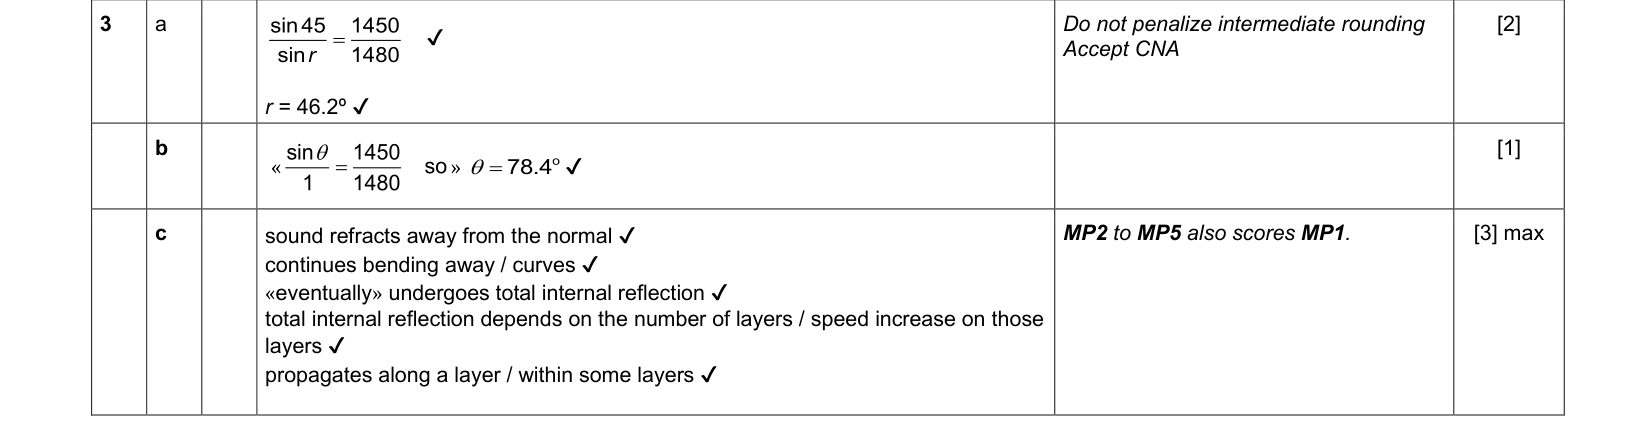 3 a sin 45 / sin r = 1450 / 1480 ✓ Do not penalize intermediate rounding [2]
Accept CNA
r = 46.2º ✓
b « sin θ / 1 = 1450 / 1480 so » θ = 78.4° ✓ [1]
c sound refracts away from the normal ✓ MP2 to MP5 also scores MP1. [3] max
continues bending away / curves ✓
«eventually» undergoes total internal reflection ✓
total internal reflection depends on the number of layers / speed increase on those
layers ✓
propagates along a layer / within some layers ✓